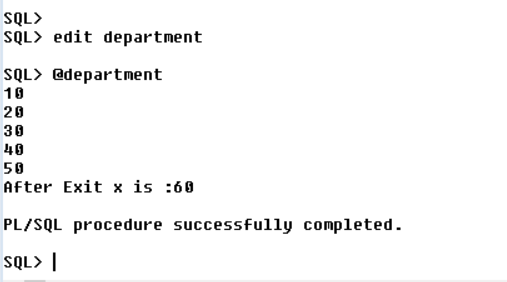 SQL>
SQL> edit department
SQL> @department
10
20
30
40
50
After Exit x is :60
PL/SQL procedure successfully completed.
SQL>